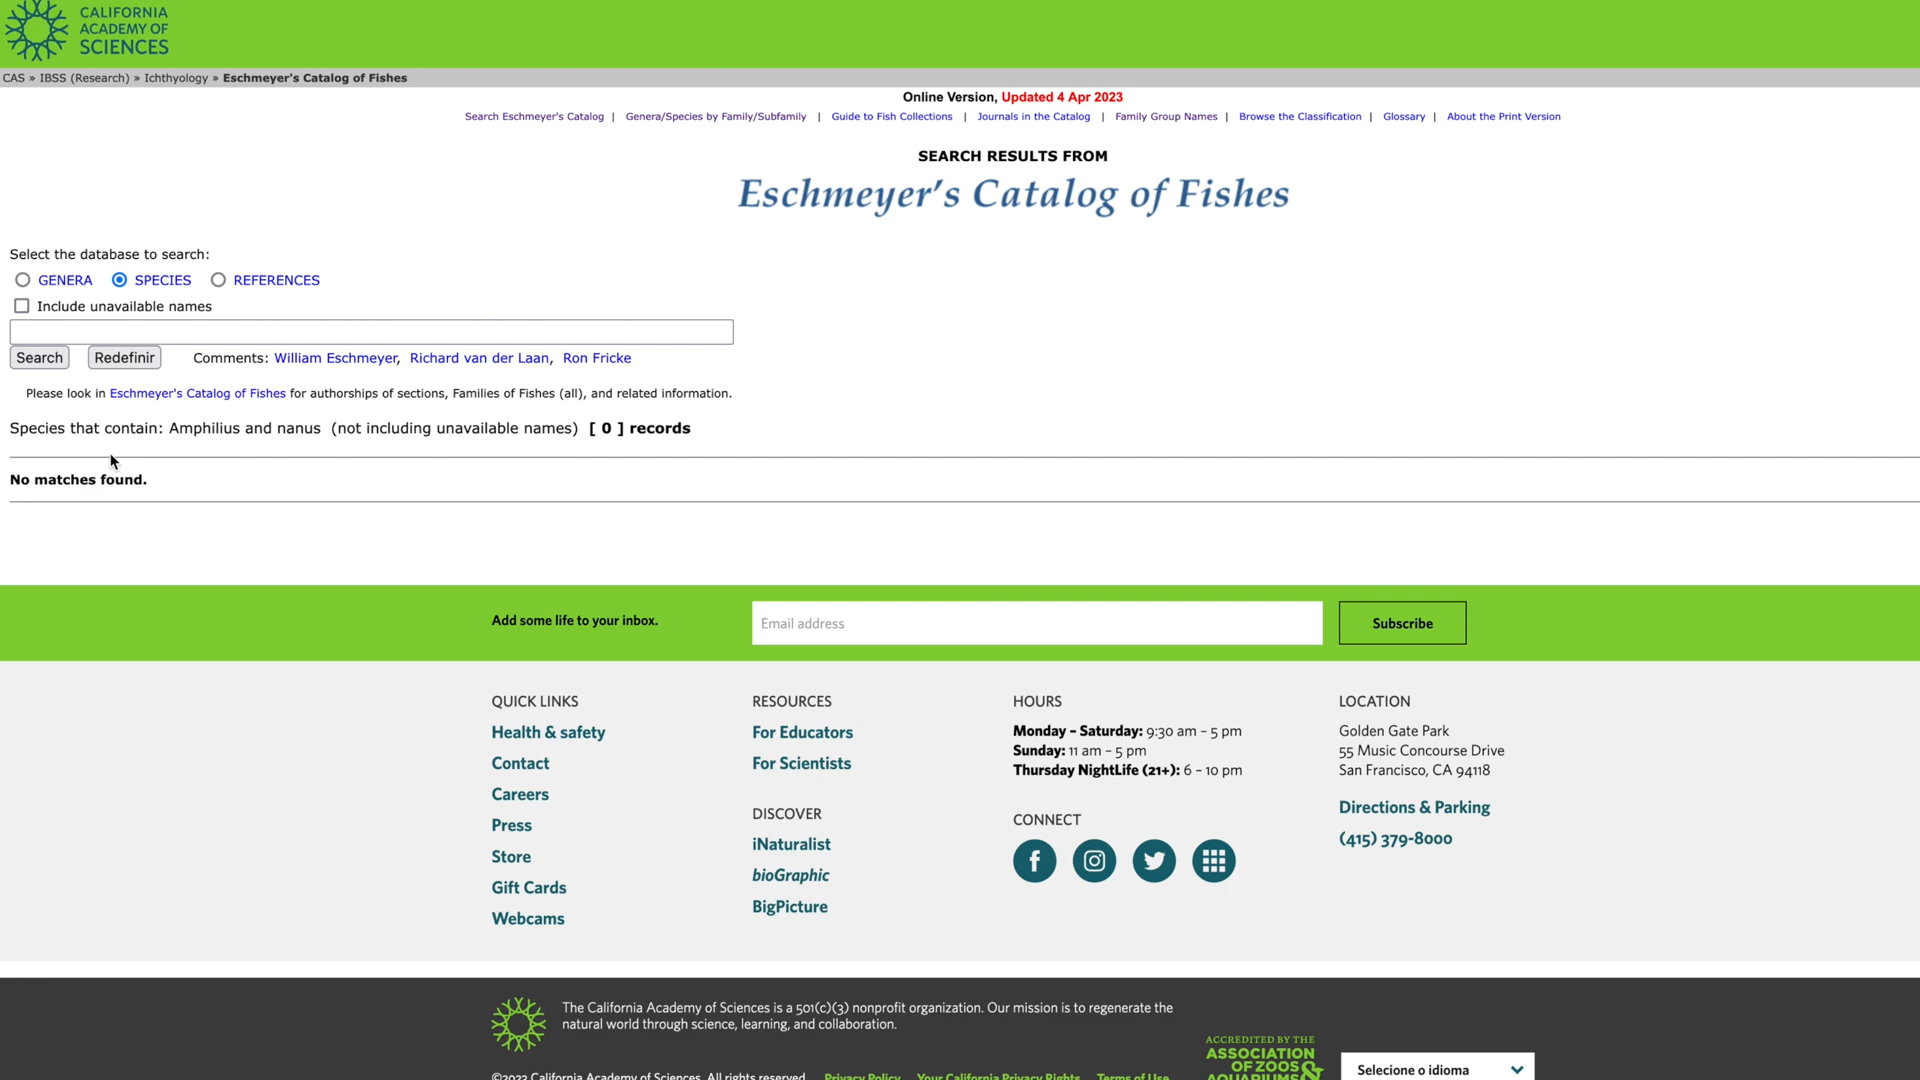 CALIFORNIA
ACADEMY OF
SCIENCES
CAS » IBSS (Research) » Ichthyology » Eschmeyer's Catalog of Fishes
Online Version, Updated 4 Apr 2023
Search Eschmeyer's Catalog | Genera/Species by Family/Subfamily | Guide to Fish Collections | Journals in the Catalog | Family Group Names | Browse the Classification | Glossary | About the Print Version
SEARCH RESULTS FROM
Eschmeyer's Catalog of Fishes
Select the database to search:
GENERA SPECIES REFERENCES
Include unavailable names
Search Redefinir Comments: William Eschmeyer, Richard van der Laan, Ron Fricke
Please look in Eschmeyer's Catalog of Fishes for authorships of sections, Families of Fishes (all), and related information.
Species that contain: Amphilius and nanus (not including unavailable names) [ 0 ] records
No matches found.
Add some life to your inbox. Email address Subscribe
QUICK LINKS
Health & safety
Contact
Careers
Press
Store
Gift Cards
Webcams
RESOURCES
For Educators
For Scientists
DISCOVER
iNaturalist
bioGraphic
BigPicture
HOURS
Monday – Saturday: 9:30 am – 5 pm
Sunday: 11 am – 5 pm
Thursday NightLife (21+): 6 – 10 pm
CONNECT
LOCATION
Golden Gate Park
55 Music Concourse Drive
San Francisco, CA 94118
Directions & Parking
(415) 379-8000
The California Academy of Sciences is a 501(c)(3) nonprofit organization. Our mission is to regenerate the
natural world through science, learning, and collaboration.
©2023 California Academy of Sciences. All rights reserved. Privacy Policy Your California Privacy Rights Terms of Use
ACCREDITED BY THE
ASSOCIATION
OF ZOOS &
AQUARIUMS
Selecione o idioma